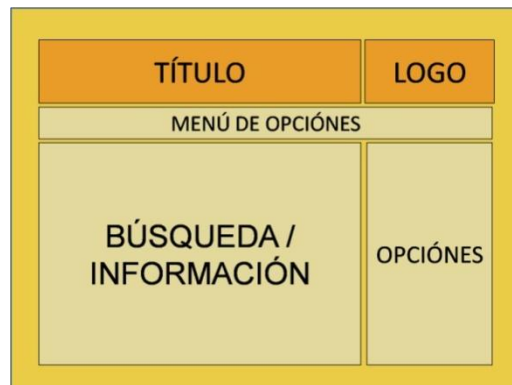 TÍTULO
LOGO
MENÚ DE OPCIÓNES
BÚSQUEDA /
INFORMACIÓN
OPCIÓNES